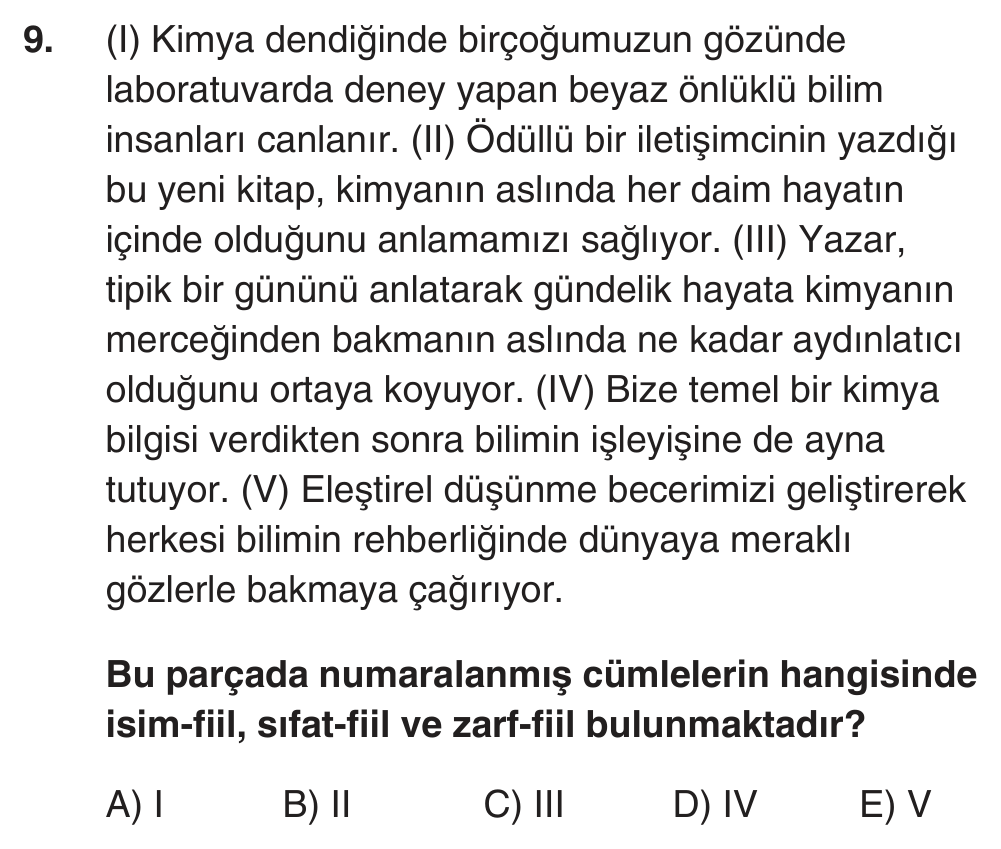 9. (I) Kimya dendiğinde birçoğumuzun gözünde
laboratuvarda deney yapan beyaz önlüklü bilim
insanları canlanır. (II) Ödüllü bir iletişimcinin yazdığı
bu yeni kitap, kimyanın aslında her daim hayatın
içinde olduğunu anlamamızı sağlıyor. (III) Yazar,
tipik bir gününü anlatarak gündelik hayata kimyanın
merceğinden bakmanın aslında ne kadar aydınlatıcı
olduğunu ortaya koyuyor. (IV) Bize temel bir kimya
bilgisi verdikten sonra bilimin işleyişine de ayna
tutuyor. (V) Eleştirel düşünme becerimizi geliştirerek
herkesi bilimin rehberliğinde dünyaya meraklı
gözlerle bakmaya çağırıyor.
Bu parçada numaralanmış cümlelerin hangisinde
isim-fiil, sıfat-fiil ve zarf-fiil bulunmaktadır?
A) I B) II C) III D) IV E) V